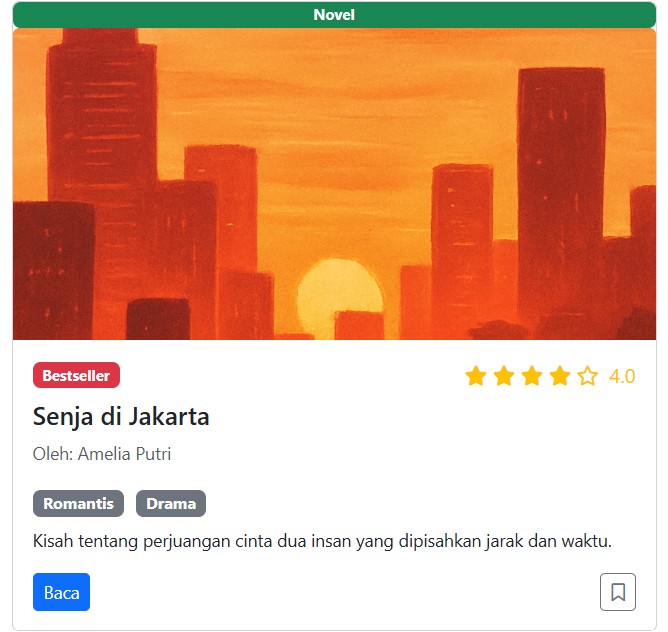 Novel
Bestseller 4.0
Senja di Jakarta
Oleh: Amelia Putri
Romantis Drama
Kisah tentang perjuangan cinta dua insan yang dipisahkan jarak dan waktu.
Baca